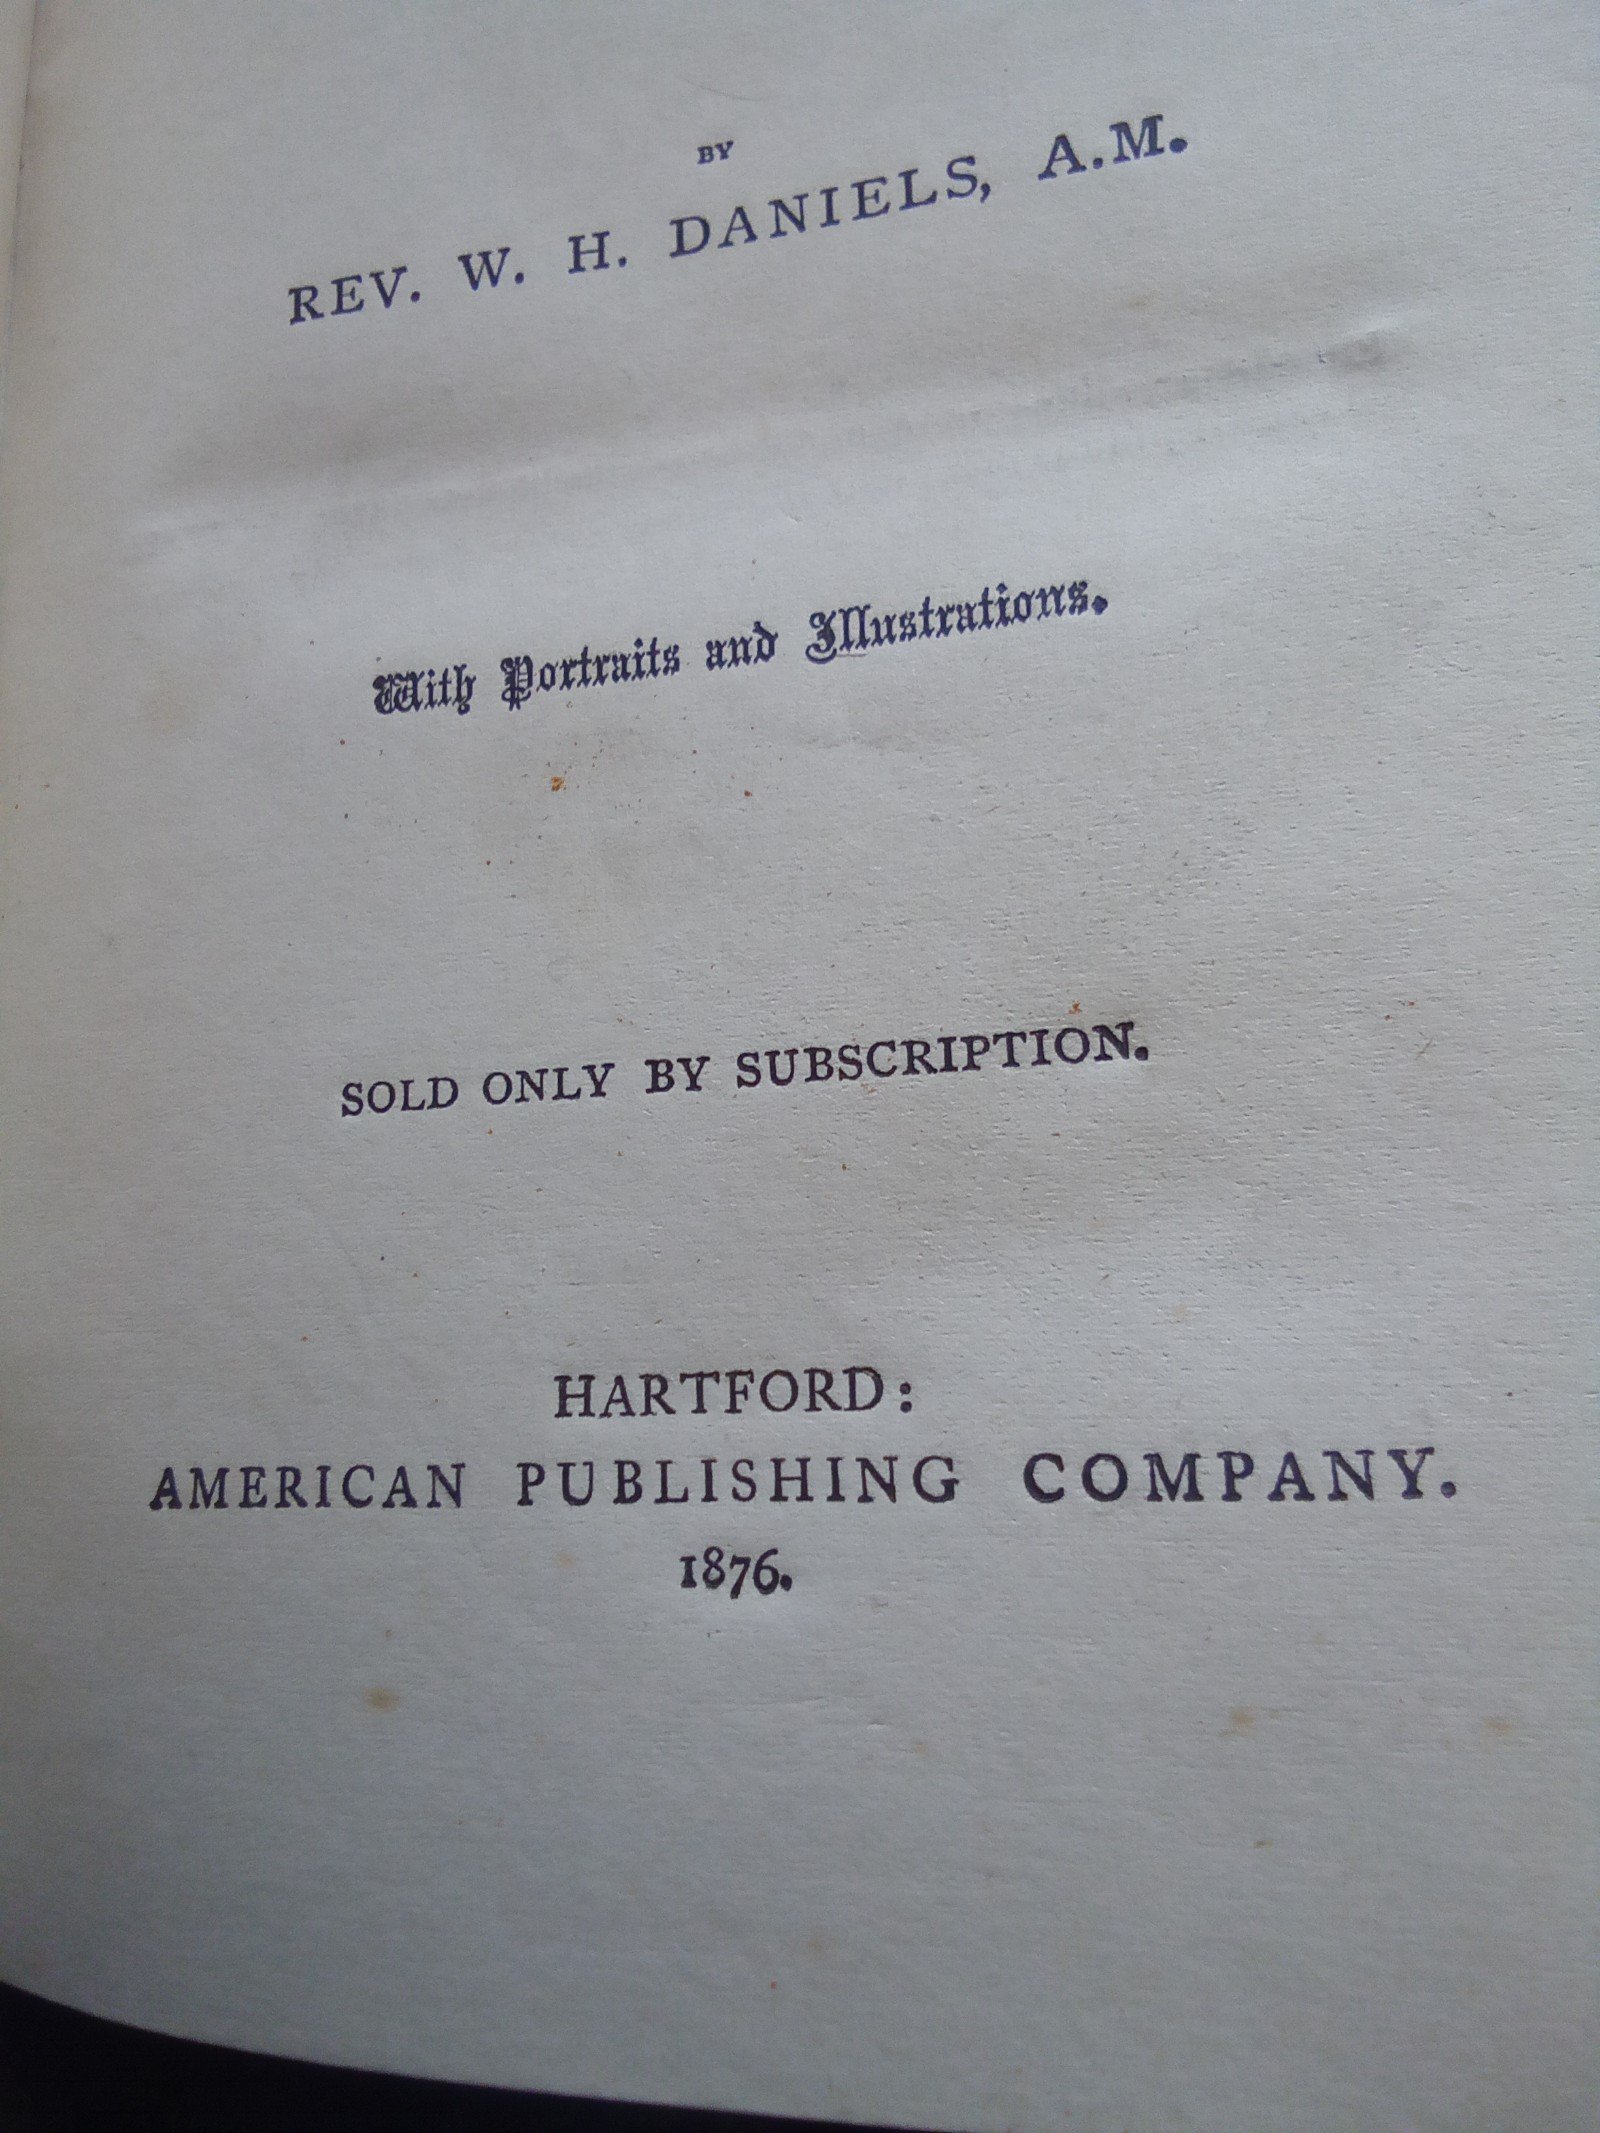 BY
REV. W. H. DANIELS, A.M.
With Portraits and Illustrations.
SOLD ONLY BY SUBSCRIPTION.
HARTFORD:
AMERICAN PUBLISHING COMPANY.
1876.